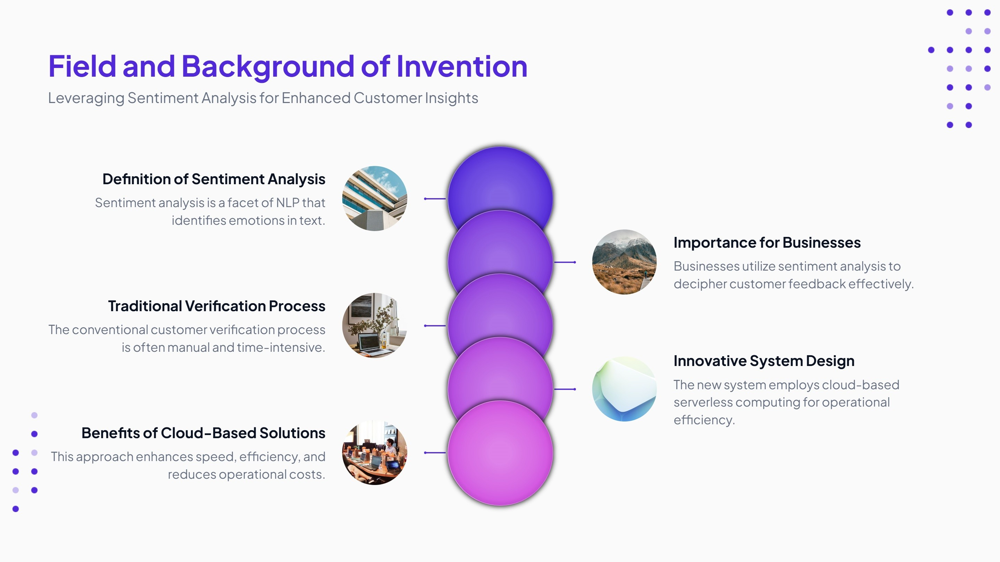 Field and Background of Invention
Leveraging Sentiment Analysis for Enhanced Customer Insights
Definition of Sentiment Analysis
Sentiment analysis is a facet of NLP that
identifies emotions in text.
Importance for Businesses
Businesses utilize sentiment analysis to
decipher customer feedback effectively.
Traditional Verification Process
The conventional customer verification process
is often manual and time-intensive.
Innovative System Design
The new system employs cloud-based
serverless computing for operational
efficiency.
Benefits of Cloud-Based Solutions
This approach enhances speed, efficiency, and
reduces operational costs.